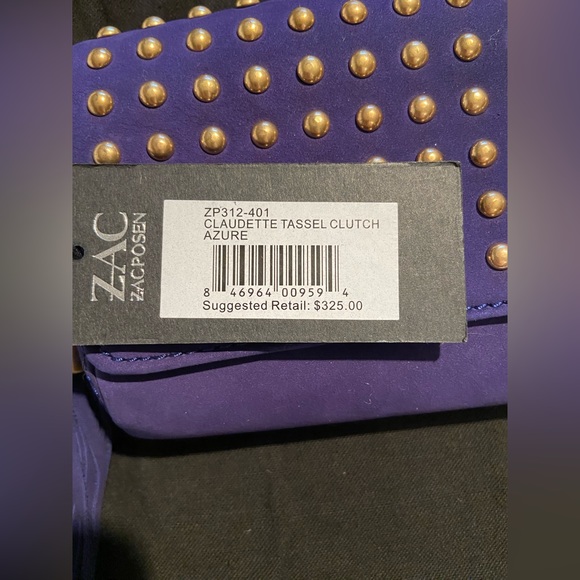 ZAC
ZACPOSEN
ZP312-401
CLAUDETTE TASSEL CLUTCH
AZURE
8 46964 00959 4
Suggested Retail: $325.00